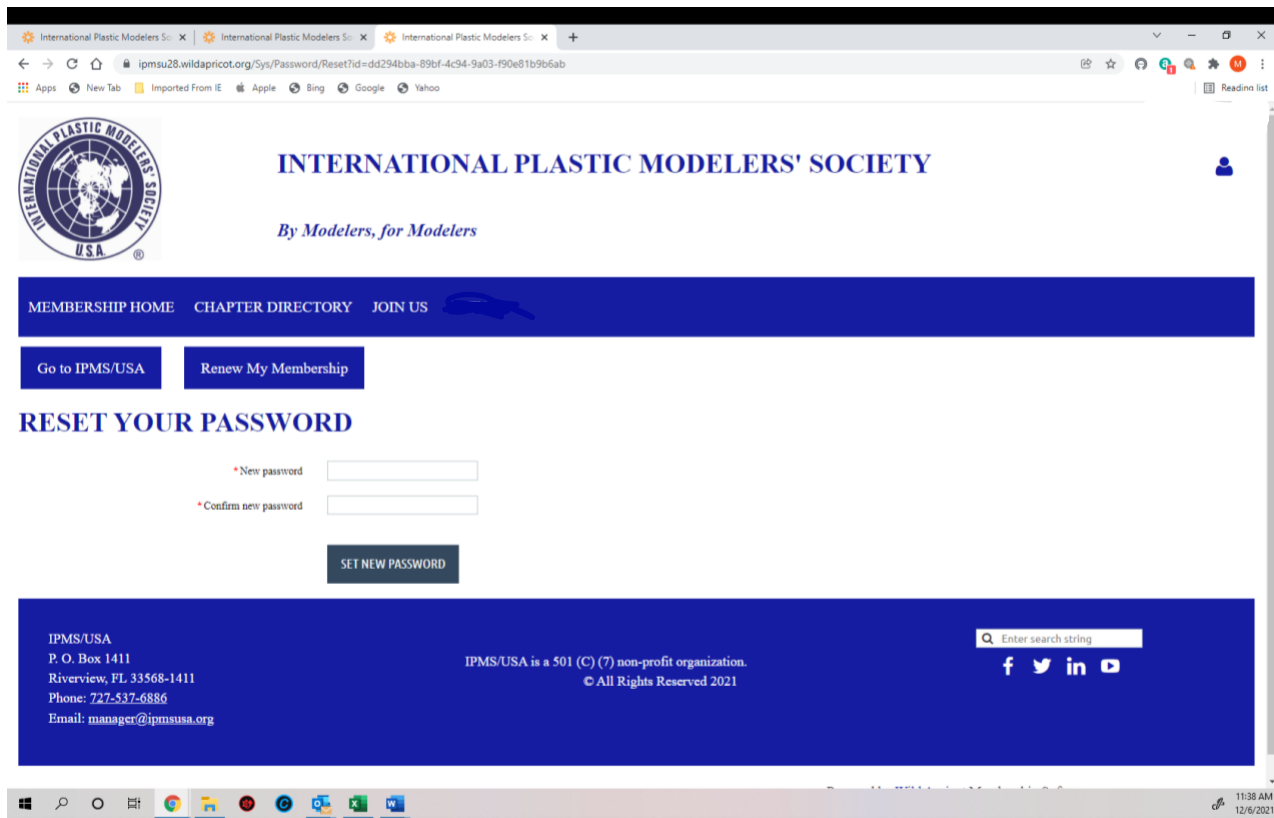 International Plastic Modelers So
International Plastic Modelers So
International Plastic Modelers So
ipmsu28.wildapricot.org/Sys/Password/Reset?id=dd294bba-89bf-4c94-9a03-f90e81b9b6ab
M
Apps New Tab Imported From IE Apple Bing Google Yahoo Reading list
INTERNATIONAL PLASTIC MODELERS' SOCIETY
U.S.A. ®
INTERNATIONAL PLASTIC MODELERS' SOCIETY
By Modelers, for Modelers
MEMBERSHIP HOME CHAPTER DIRECTORY JOIN US
Go to IPMS/USA Renew My Membership
RESET YOUR PASSWORD
* New password
* Confirm new password
SET NEW PASSWORD
IPMS/USA
P. O. Box 1411
Riverview, FL 33568-1411
Phone: 727-537-6886
Email: manager@ipmsusa.org
IPMS/USA is a 501 (C) (7) non-profit organization.
© All Rights Reserved 2021
Enter search string
11:38 AM
12/6/2021